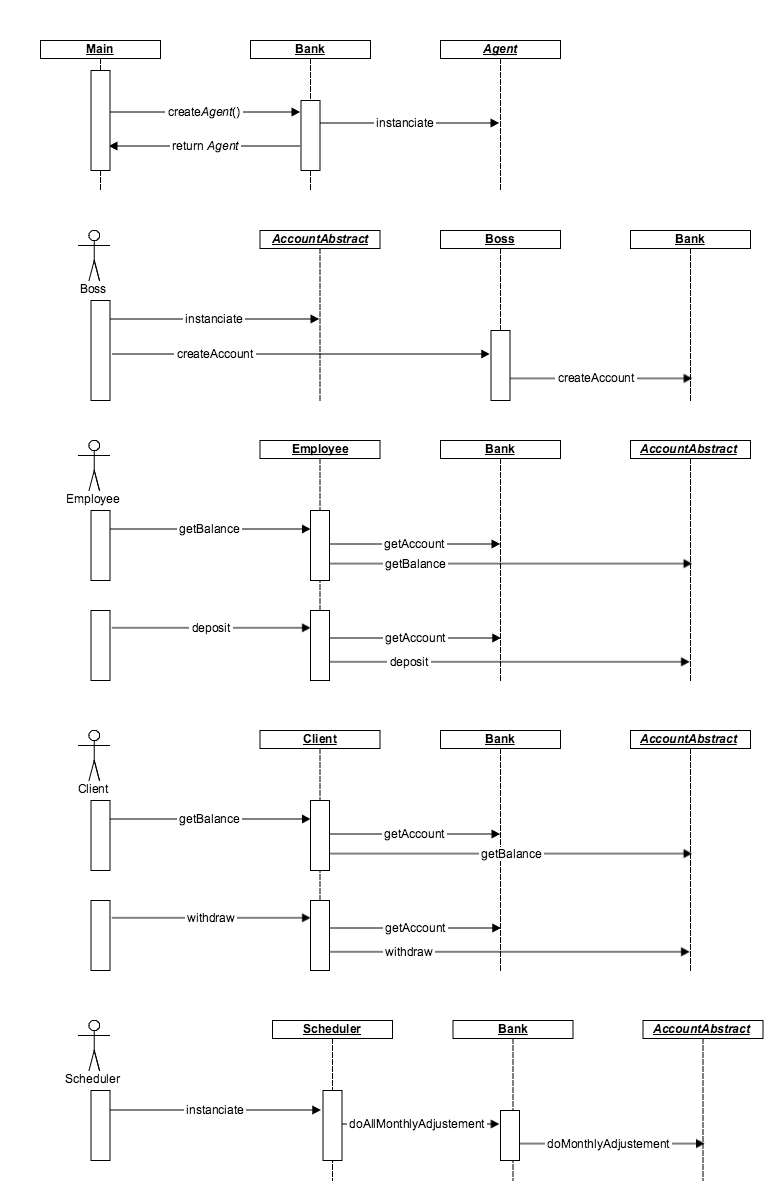 Main Bank Agent
createAgent()
instanciate
return Agent
AccountAbstract Boss Bank
Boss
instanciate
createAccount
createAccount
Employee Bank AccountAbstract
Employee
getBalance
getAccount
getBalance
deposit
getAccount
deposit
Client Bank AccountAbstract
Client
getBalance
getAccount
getBalance
withdraw
getAccount
withdraw
Scheduler Bank AccountAbstract
Scheduler
instanciate
doAllMonthlyAdjustement
doMonthlyAdjustement